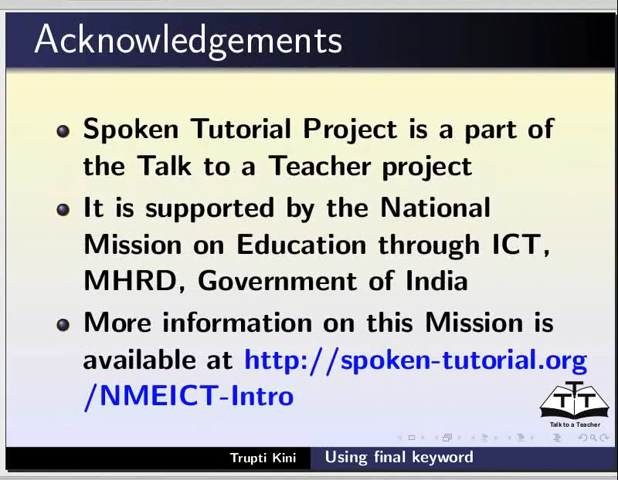 Acknowledgements
Spoken Tutorial Project is a part of
the Talk to a Teacher project
It is supported by the National
Mission on Education through ICT,
MHRD, Government of India
More information on this Mission is
available at http://spoken-tutorial.org
/NMEICT-Intro
TTT
Talk to a Teacher
Trupti Kini Using final keyword